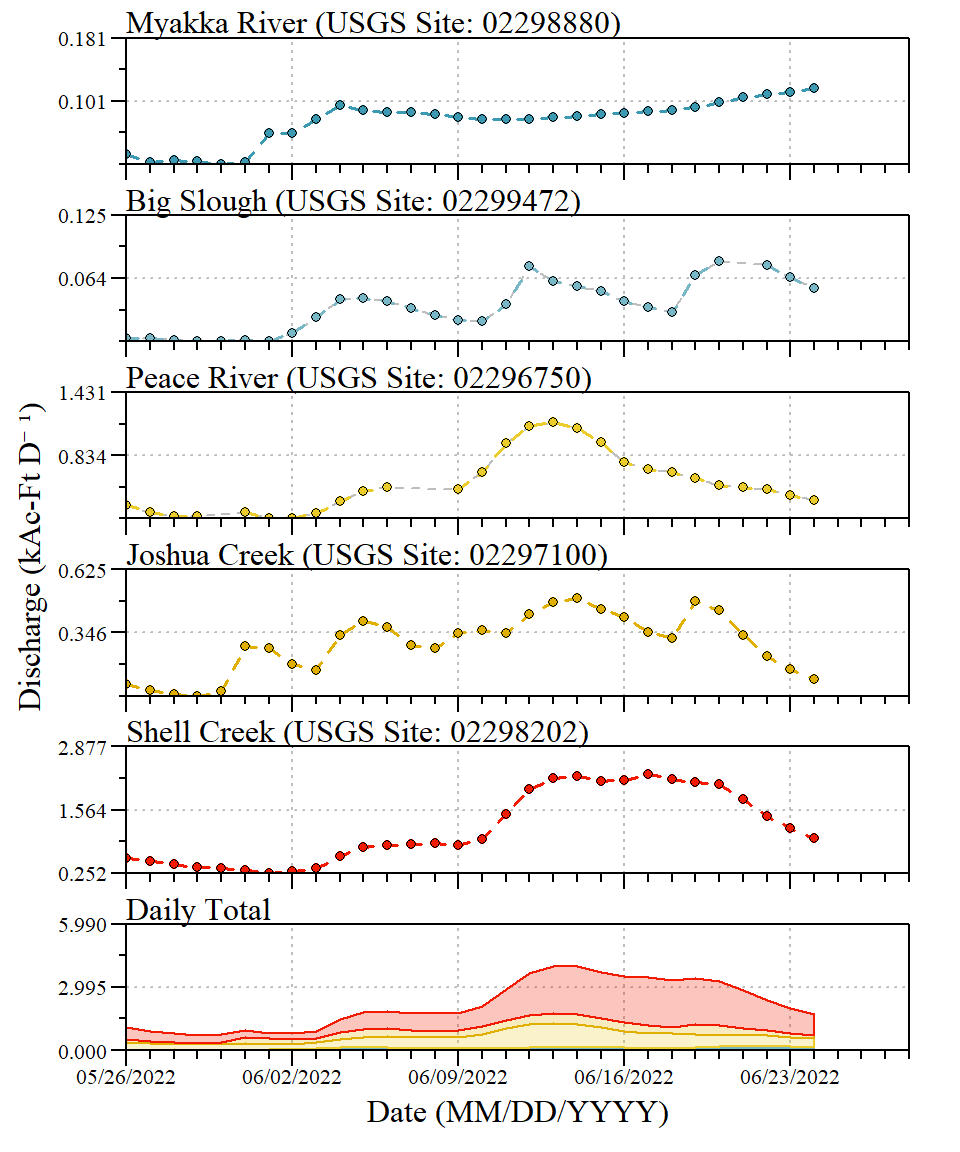 Myakka River (USGS Site: 02298880)
0.181
0.101
Big Slough (USGS Site: 02299472)
0.125
0.064
Peace River (USGS Site: 02296750)
1.431
0.834
Joshua Creek (USGS Site: 02297100)
0.625
0.346
Shell Creek (USGS Site: 02298202)
2.877
1.564
0.252
Daily Total
5.990
2.995
0.000
05/26/2022 06/02/2022 06/09/2022 06/16/2022 06/23/2022
Date (MM/DD/YYYY)
Discharge (kAc-Ft D⁻¹)